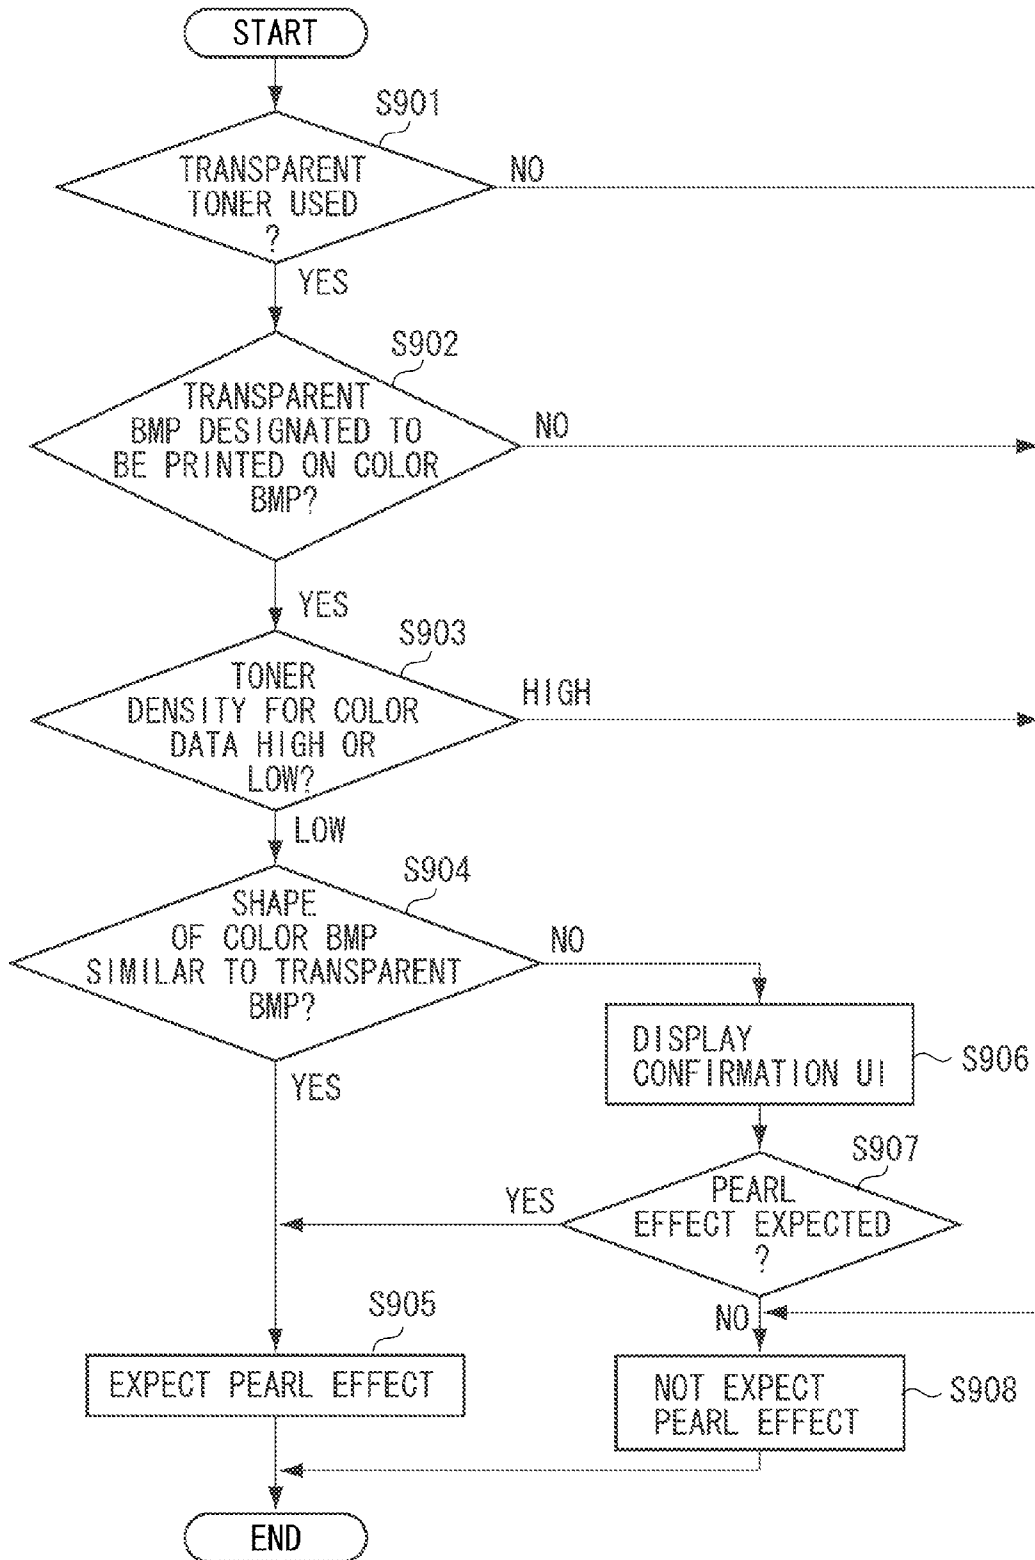 START
S901
TRANSPARENT
TONER USED
?
NO
YES
S902
TRANSPARENT
BMP DESIGNATED TO
BE PRINTED ON COLOR
BMP?
NO
YES
S903
TONER
DENSITY FOR COLOR
DATA HIGH OR
LOW?
HIGH
LOW
S904
SHAPE
OF COLOR BMP
SIMILAR TO TRANSPARENT
BMP?
NO
YES
DISPLAY
CONFIRMATION UI
S906
S907
PEARL
EFFECT EXPECTED
?
YES
NO
S905
EXPECT PEARL EFFECT
NOT EXPECT
PEARL EFFECT
S908
END